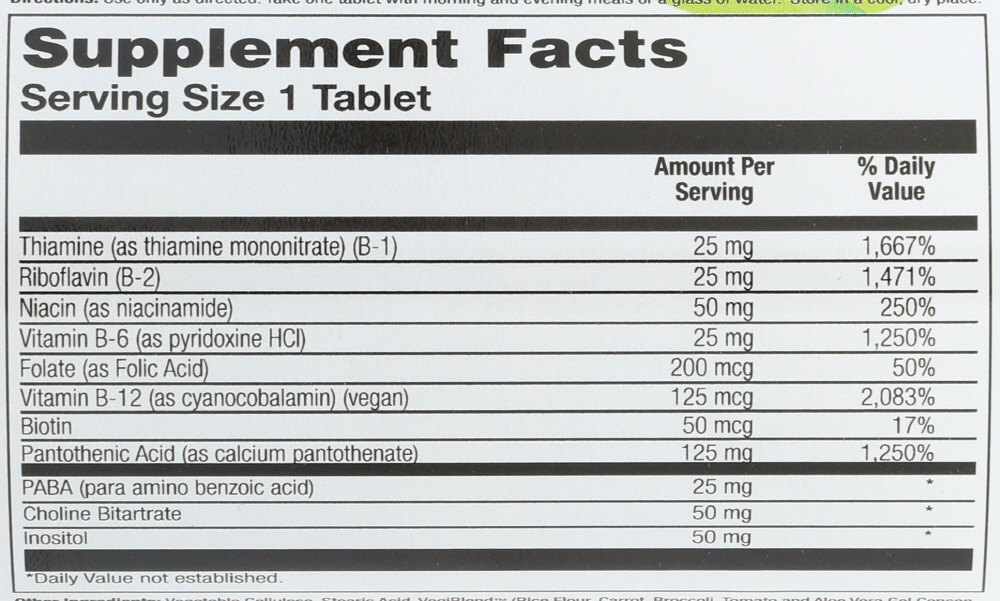 Directions: Use only as directed. Take one tablet with morning and evening meals or a glass of water. Store in a cool, dry place.
Supplement Facts
Serving Size 1 Tablet
Amount Per Serving % Daily Value
Thiamine (as thiamine mononitrate) (B-1) 25 mg 1,667%
Riboflavin (B-2) 25 mg 1,471%
Niacin (as niacinamide) 50 mg 250%
Vitamin B-6 (as pyridoxine HCl) 25 mg 1,250%
Folate (as Folic Acid) 200 mcg 50%
Vitamin B-12 (as cyanocobalamin) (vegan) 125 mcg 2,083%
Biotin 50 mcg 17%
Pantothenic Acid (as calcium pantothenate) 125 mg 1,250%
PABA (para amino benzoic acid) 25 mg *
Choline Bitartrate 50 mg *
Inositol 50 mg *
*Daily Value not established.
Other Ingredients: Vegetable Cellulose, Stearic Acid, VegiBlend™ (Rice Flour, Carrot, Broccoli, Tomato and Aloe Vera Gel